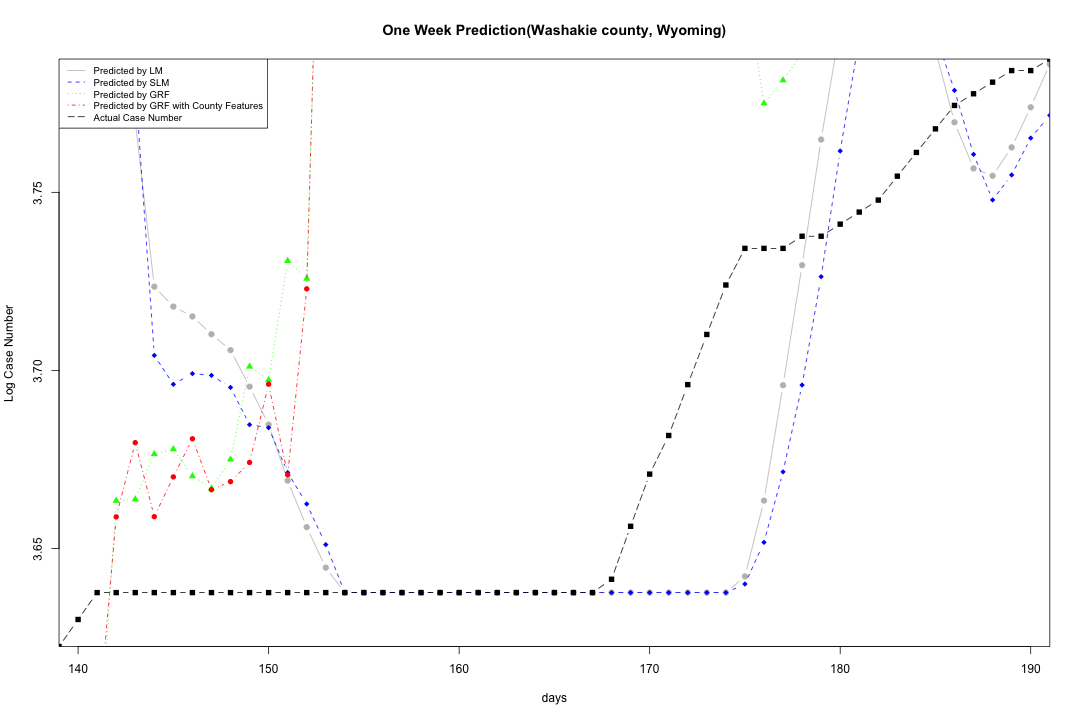 One Week Prediction(Washakie county, Wyoming)
Predicted by LM
Predicted by SLM
Predicted by GRF
Predicted by GRF with County Features
Actual Case Number
Log Case Number
3.75
3.70
3.65
140 150 160 170 180 190
days